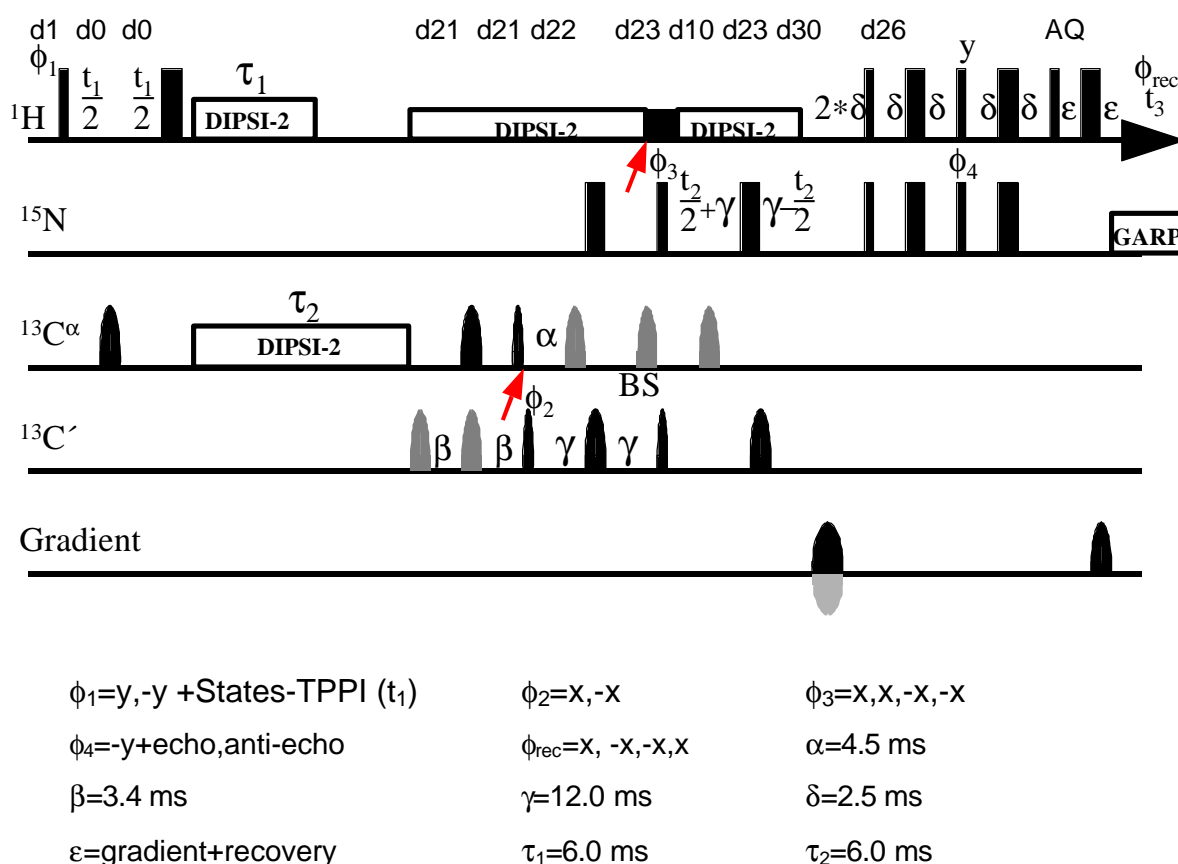 d1 d0 d0 d21 d21 d22 d23 d10 d23 d30 d26 AQ
ϕ1 y ϕrec
t1/2 t1/2 τ1 t3
1H DIPSI-2 DIPSI-2 DIPSI-2 2*δ δ δ δ δ ε ε
ϕ3 ϕ4
15N t2/2+γ γ–t2/2 GARP
13Cα τ2 DIPSI-2 α
BS
ϕ2
13C´ β β γ γ
Gradient
ϕ1=y,-y +States-TPPI (t1) ϕ2=x,-x ϕ3=x,x,-x,-x
ϕ4=-y+echo,anti-echo ϕrec=x, -x,-x,x α=4.5 ms
β=3.4 ms γ=12.0 ms δ=2.5 ms
ε=gradient+recovery τ1=6.0 ms τ2=6.0 ms